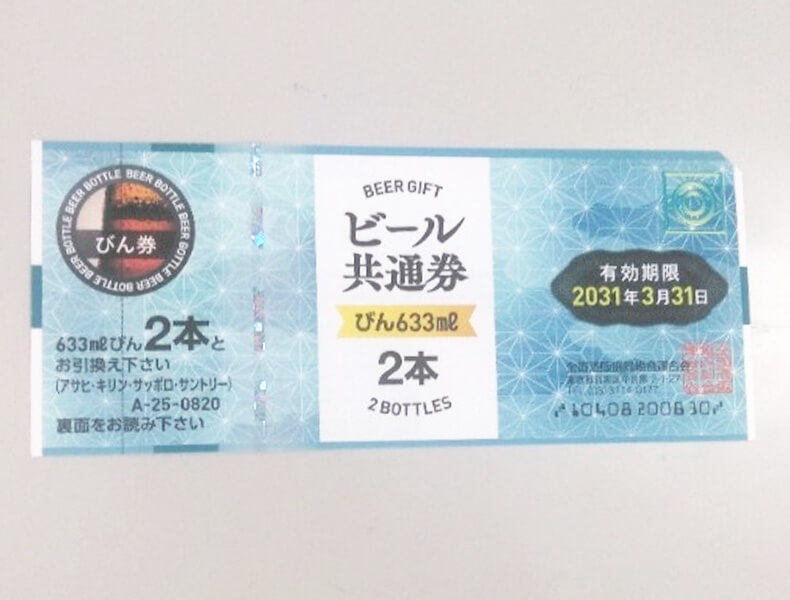 BEER BOTTLE BEER BOTTLE BEER BOTTLE BEER BOTTLE BEER BOTTLE
びん券
633㎖びん2本と
お引換え下さい
(アサヒ・キリン・サッポロ・サントリー)
A-25-0820
裏面をお読み下さい
BEER GIFT
ビール
共通券
びん633㎖
2本
2 BOTTLES
有効期限
2031年3月31日